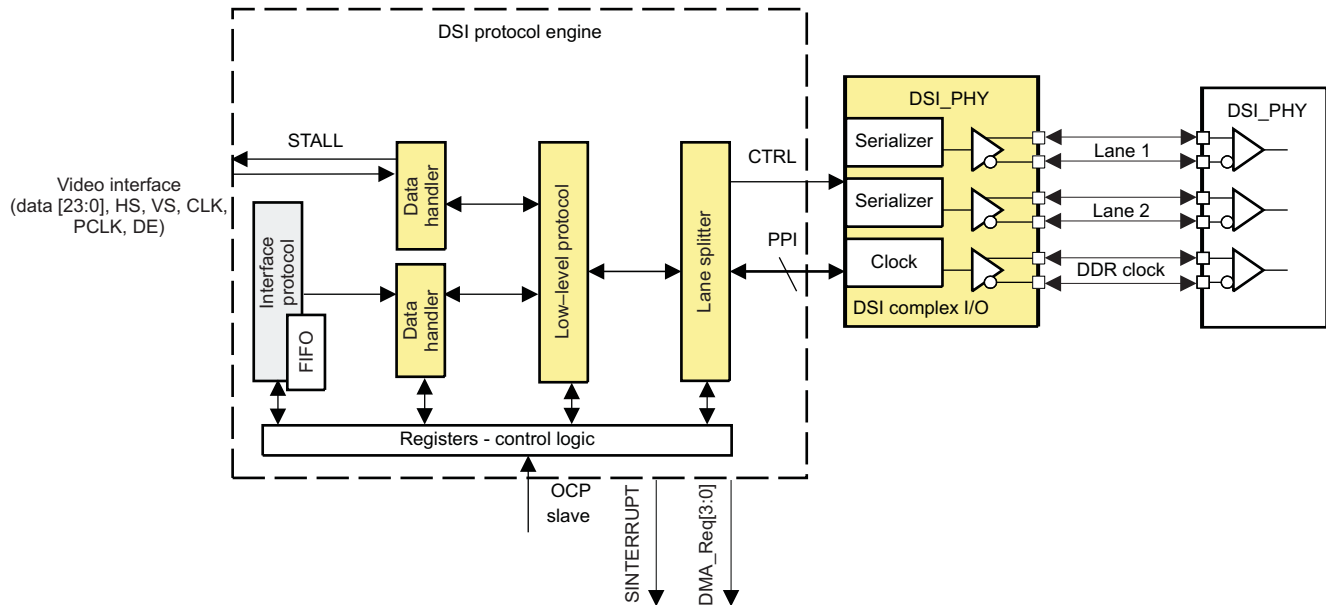 DSI protocol engine
STALL
Video interface
(data [23:0], HS, VS, CLK,
PCLK, DE)
Data
handler
Interface
protocol
FIFO
Data
handler
Low–level protocol
Lane splitter
Registers - control logic
OCP
slave
SINTERRUPT
DMA_Req[3:0]
CTRL
PPI
DSI_PHY
Serializer
Serializer
Clock
DSI complex I/O
Lane 1
Lane 2
DDR clock
DSI_PHY